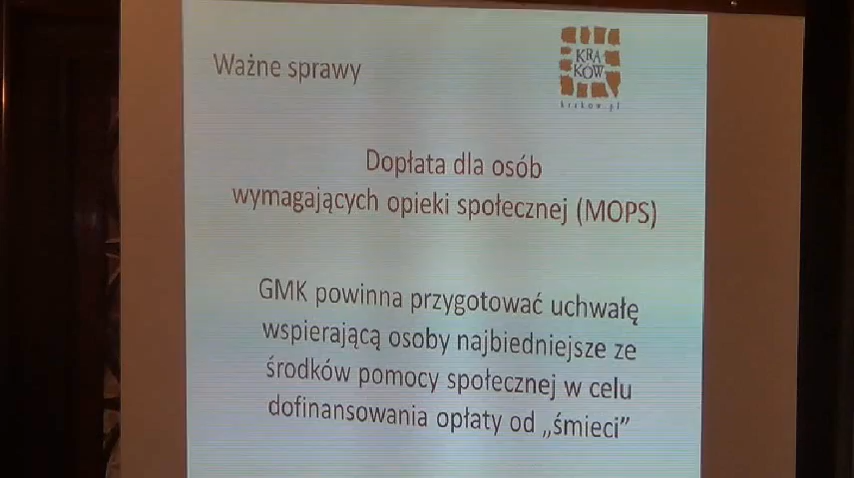 Ważne sprawy
KRA
KÓW
krakow.pl
Dopłata dla osób
wymagających opieki społecznej (MOPS)
GMK powinna przygotować uchwałę
wspierającą osoby najbiedniejsze ze
środków pomocy społecznej w celu
dofinansowania opłaty od „śmieci”